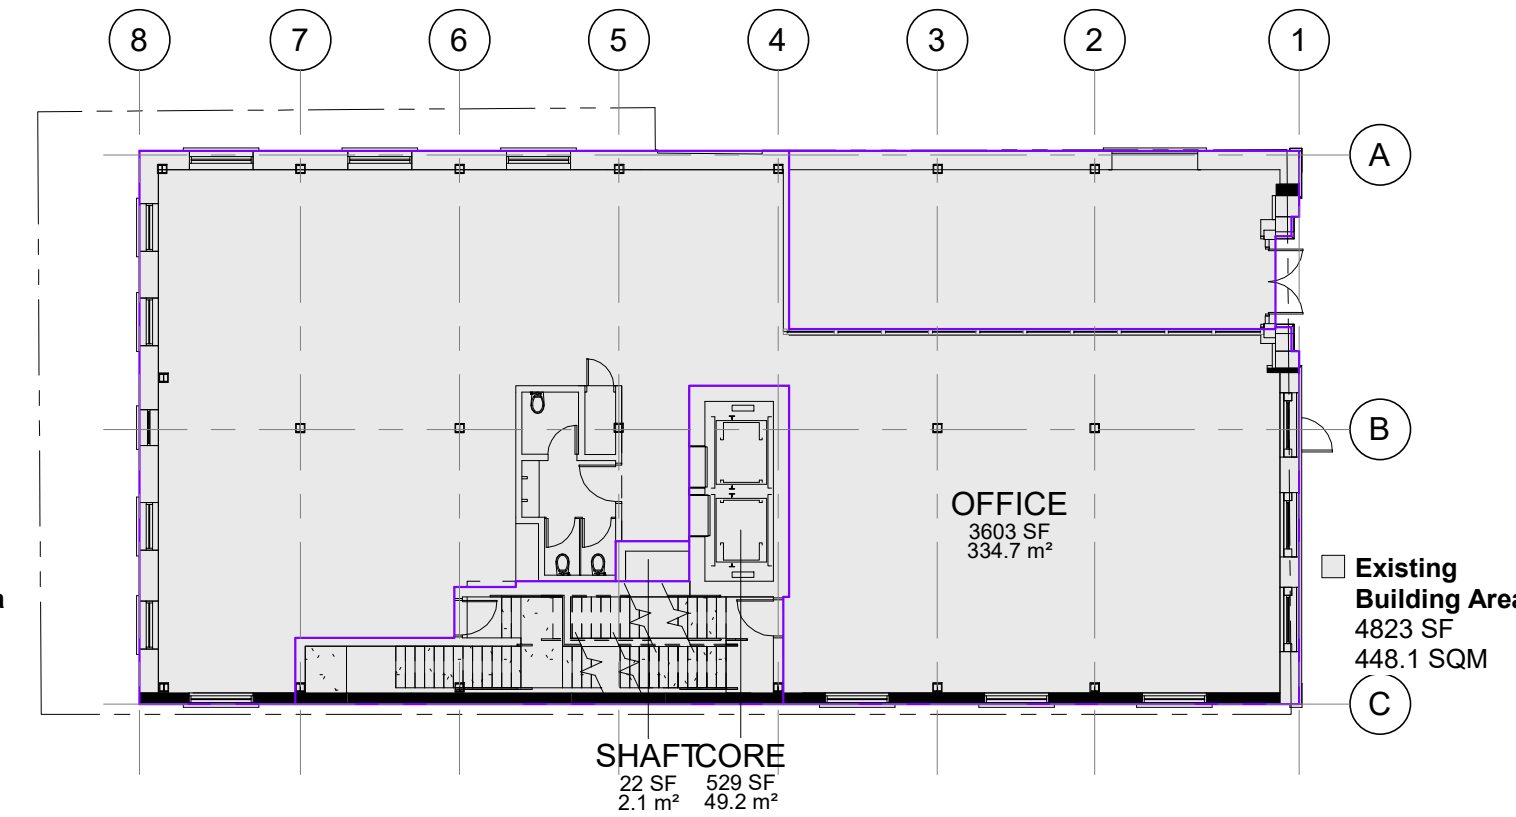 8 7 6 5 4 3 2 1
A
B
OFFICE
3603 SF
334.7 m²
Existing
Building Area
4823 SF
448.1 SQM
a
C
SHAFT CORE
22 SF 529 SF
2.1 m² 49.2 m²